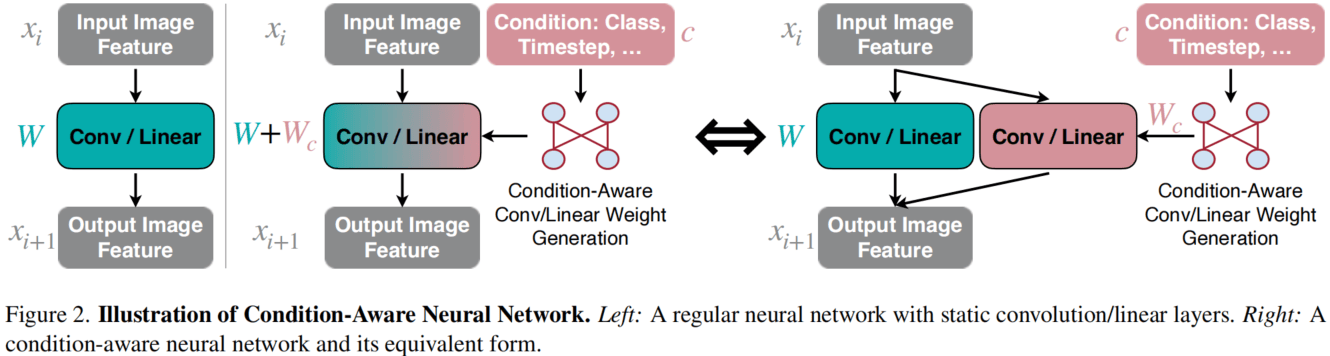 x_i
Input Image
Feature
W
Conv / Linear
x_{i+1}
Output Image
Feature
x_i
Input Image
Feature
Condition: Class,
Timestep, ...
c
W+W_c
Conv / Linear
Condition-Aware
Conv/Linear Weight
Generation
x_{i+1}
Output Image
Feature
x_i
Input Image
Feature
c
Condition: Class,
Timestep, ...
W
Conv / Linear
Conv / Linear
W_c
Condition-Aware
Conv/Linear Weight
Generation
x_{i+1}
Output Image
Feature
Figure 2. Illustration of Condition-Aware Neural Network. Left: A regular neural network with static convolution/linear layers. Right: A
condition-aware neural network and its equivalent form.